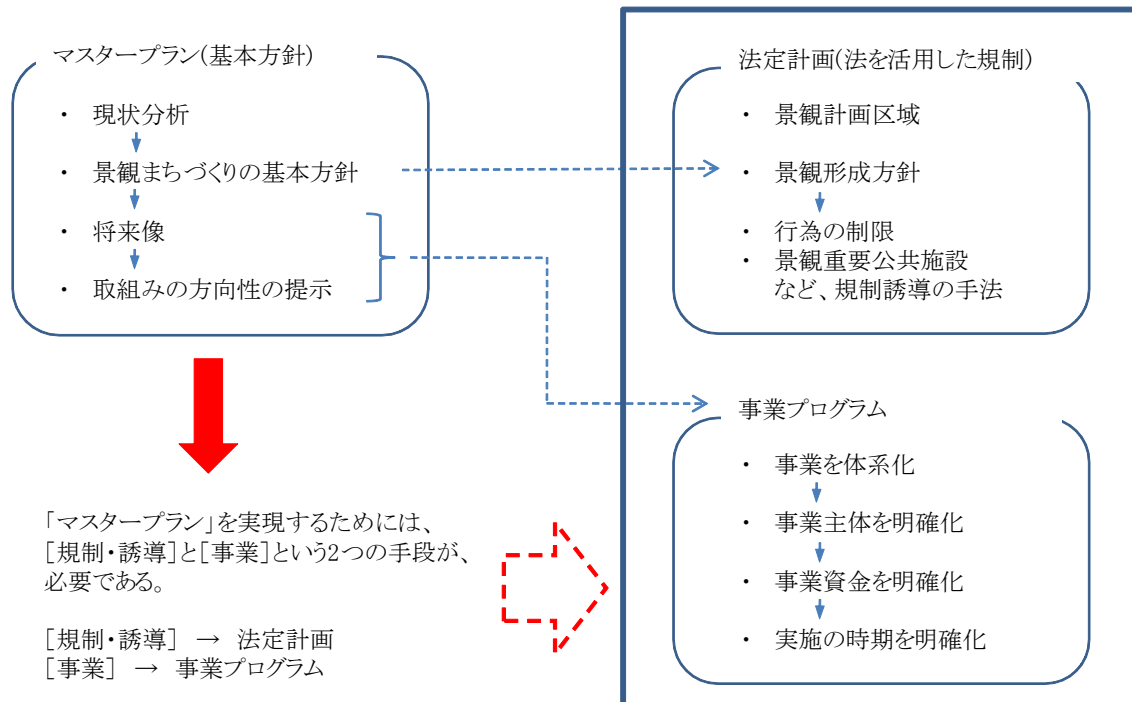 マスタープラン(基本方針)
・ 現状分析
・ 景観まちづくりの基本方針
・ 将来像
・ 取組みの方向性の提示
「マスタープラン」を実現するためには、
[規制・誘導]と[事業]という2つの手段が、
必要である。
[規制・誘導] → 法定計画
[事業] → 事業プログラム
法定計画(法を活用した規制)
・ 景観計画区域
・ 景観形成方針
・ 行為の制限
・ 景観重要公共施設
など、規制誘導の手法
事業プログラム
・ 事業を体系化
・ 事業主体を明確化
・ 事業資金を明確化
・ 実施の時期を明確化